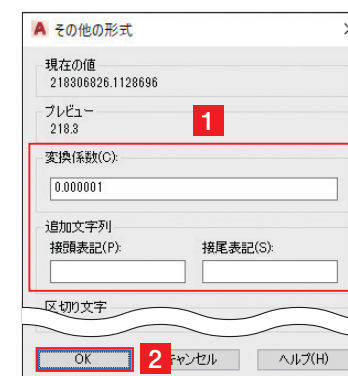 A その他の形式
現在の値
218306826.1128696
プレビュー
218.3
1
変換係数(C):
0.000001
追加文字列
接頭表記(P): 接尾表記(S):
区切り文字
OK 2 キャンセル ヘルプ(H)